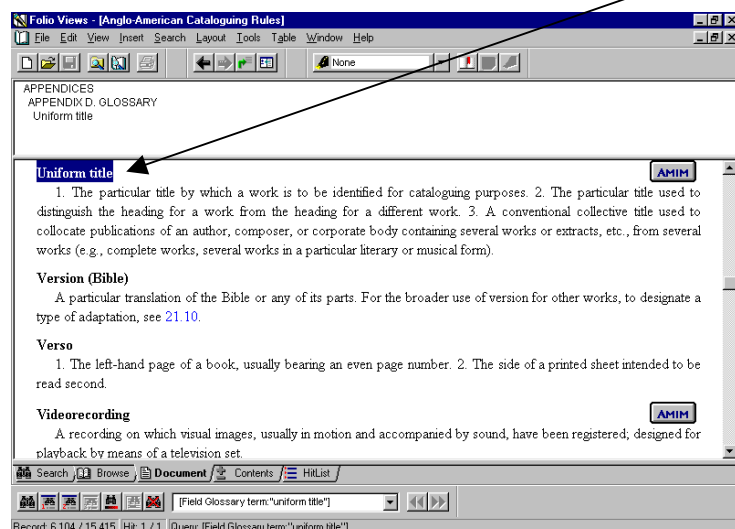 Folio Views - [Anglo-American Cataloguing Rules]
File Edit View Insert Search Layout Tools Table Window Help
None
APPENDICES
APPENDIX D. GLOSSARY
Uniform title
Uniform title
AMIM
1. The particular title by which a work is to be identified for cataloguing purposes. 2. The particular title used to
distinguish the heading for a work from the heading for a different work. 3. A conventional collective title used to
collocate publications of an author, composer, or corporate body containing several works or extracts, etc., from several
works (e.g., complete works, several works in a particular literary or musical form).
Version (Bible)
A particular translation of the Bible or any of its parts. For the broader use of version for other works, to designate a
type of adaptation, see 21.10.
Verso
1. The left-hand page of a book, usually bearing an even page number. 2. The side of a printed sheet intended to be
read second.
Videorecording
AMIM
A recording on which visual images, usually in motion and accompanied by sound, have been registered; designed for
playback by means of a television set.
Search Browse Document Contents HitList
[Field Glossary term:"uniform title"]
Record: 6,104 / 15,415 Hit: 1 / 1 Query: [Field Glossary term:"uniform title"]